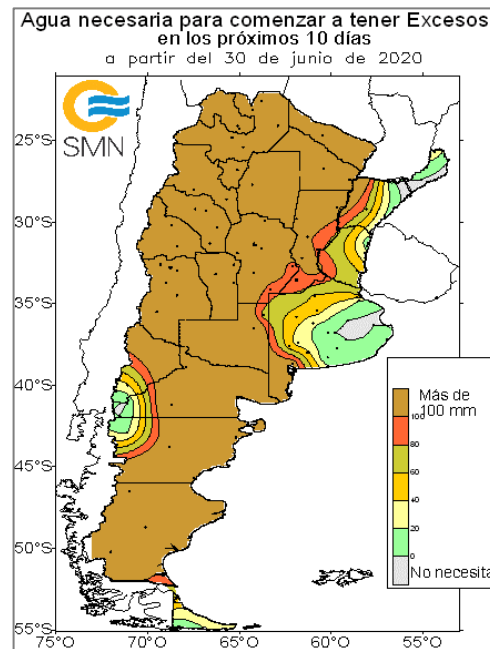 Agua necesaria para comenzar a tener Excesos
en los próximos 10 días
a partir del 30 de junio de 2020
SMN
25°S
30°S
35°S
40°S
45°S
50°S
55°S
75°O 70°O 65°O 60°O 55°O
Más de
100 mm
100
80
60
40
20
0
No necesita